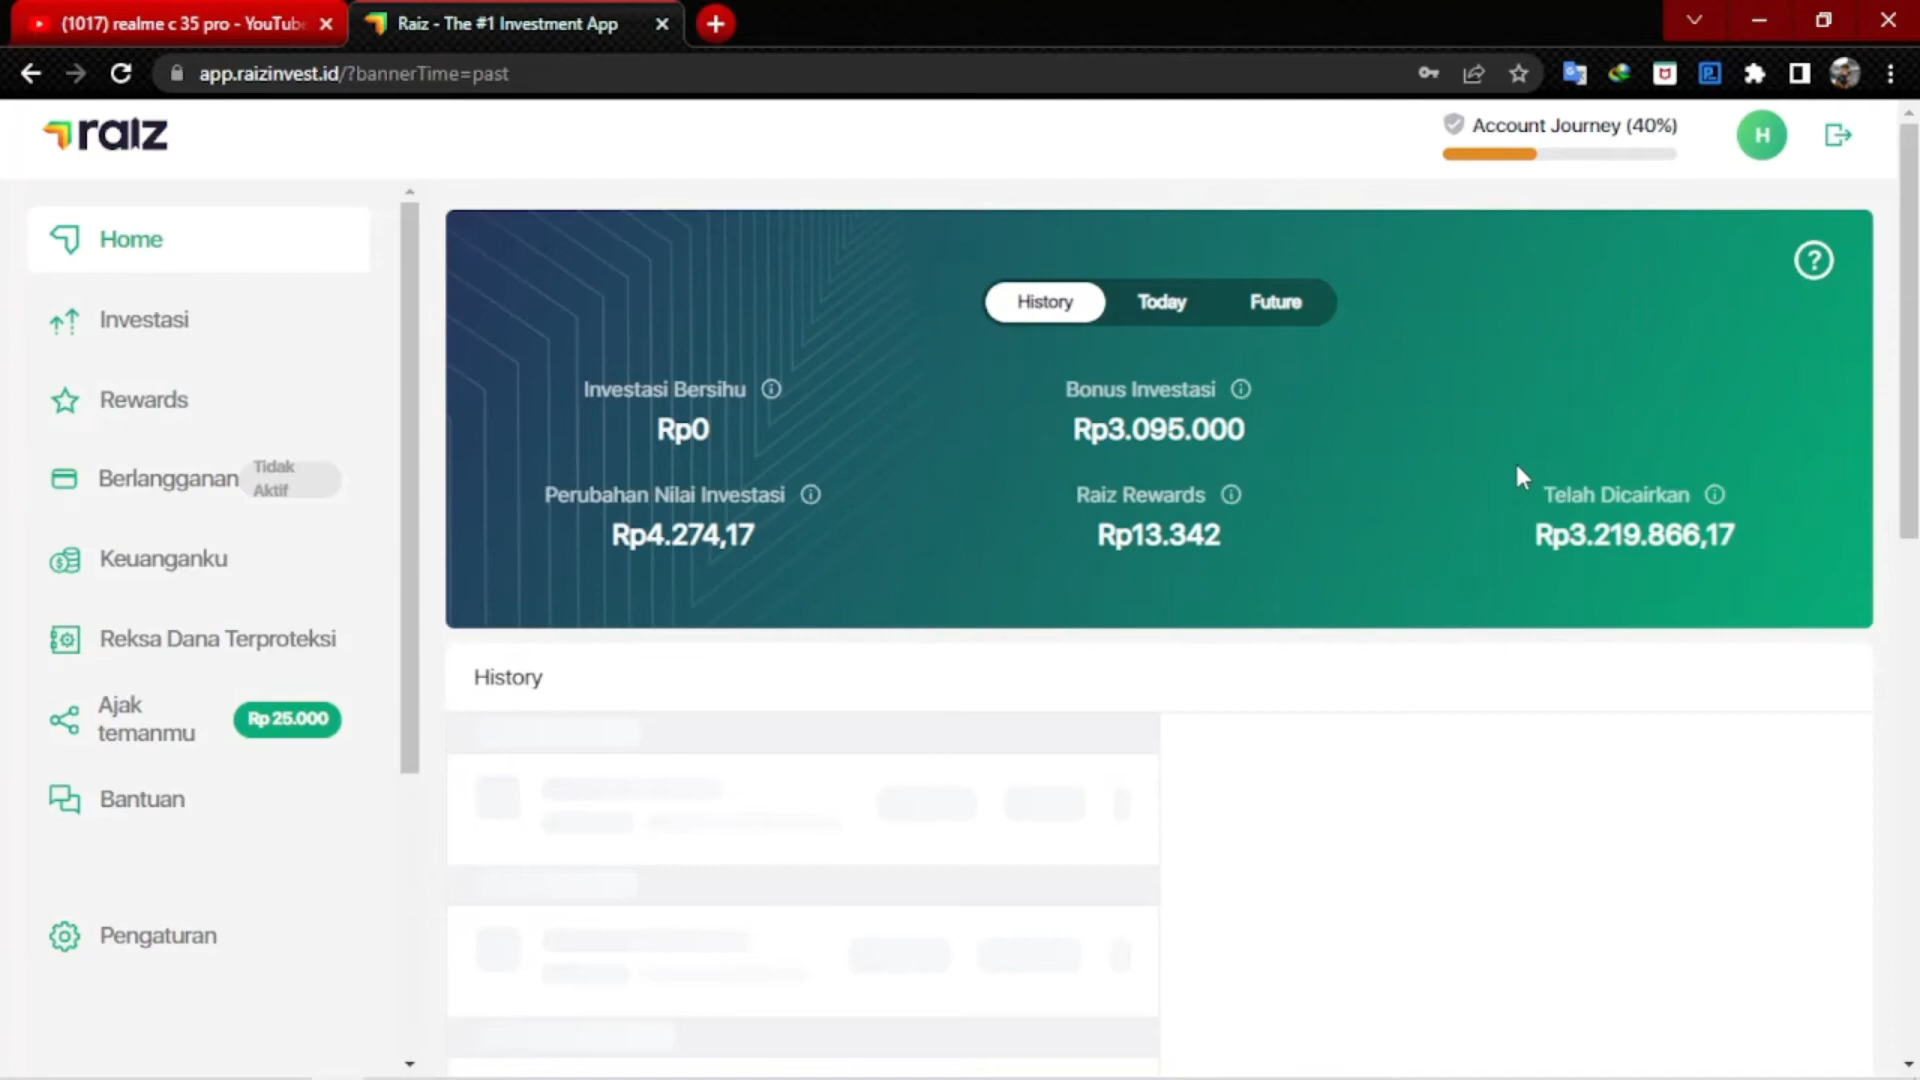 (1017) realme c 35 pro - YouTub
Raiz - The #1 Investment App
app.raizinvest.id/?bannerTime=past
raiz
Account Journey (40%)
H
Home
Investasi
Rewards
Berlangganan
Tidak
Aktif
Keuanganku
Reksa Dana Terproteksi
Ajak
temanmu
Rp 25.000
Bantuan
Pengaturan
?
History
Today
Future
Investasi Bersihu
Rp0
Bonus Investasi
Rp3.095.000
Perubahan Nilai Investasi
Rp4.274,17
Raiz Rewards
Rp13.342
Telah Dicairkan
Rp3.219.866,17
History